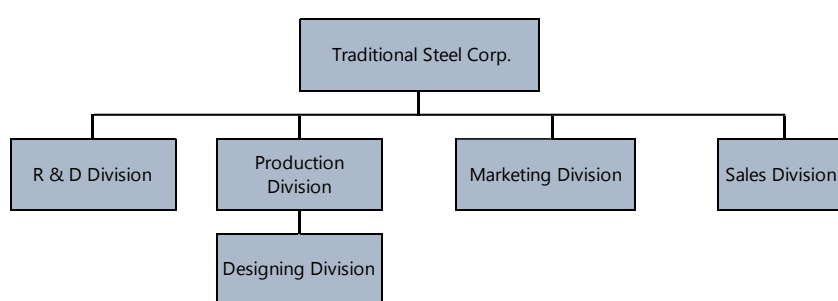 Traditional Steel Corp.
R & D Division
Production
Division
Marketing Division
Sales Division
Designing Division